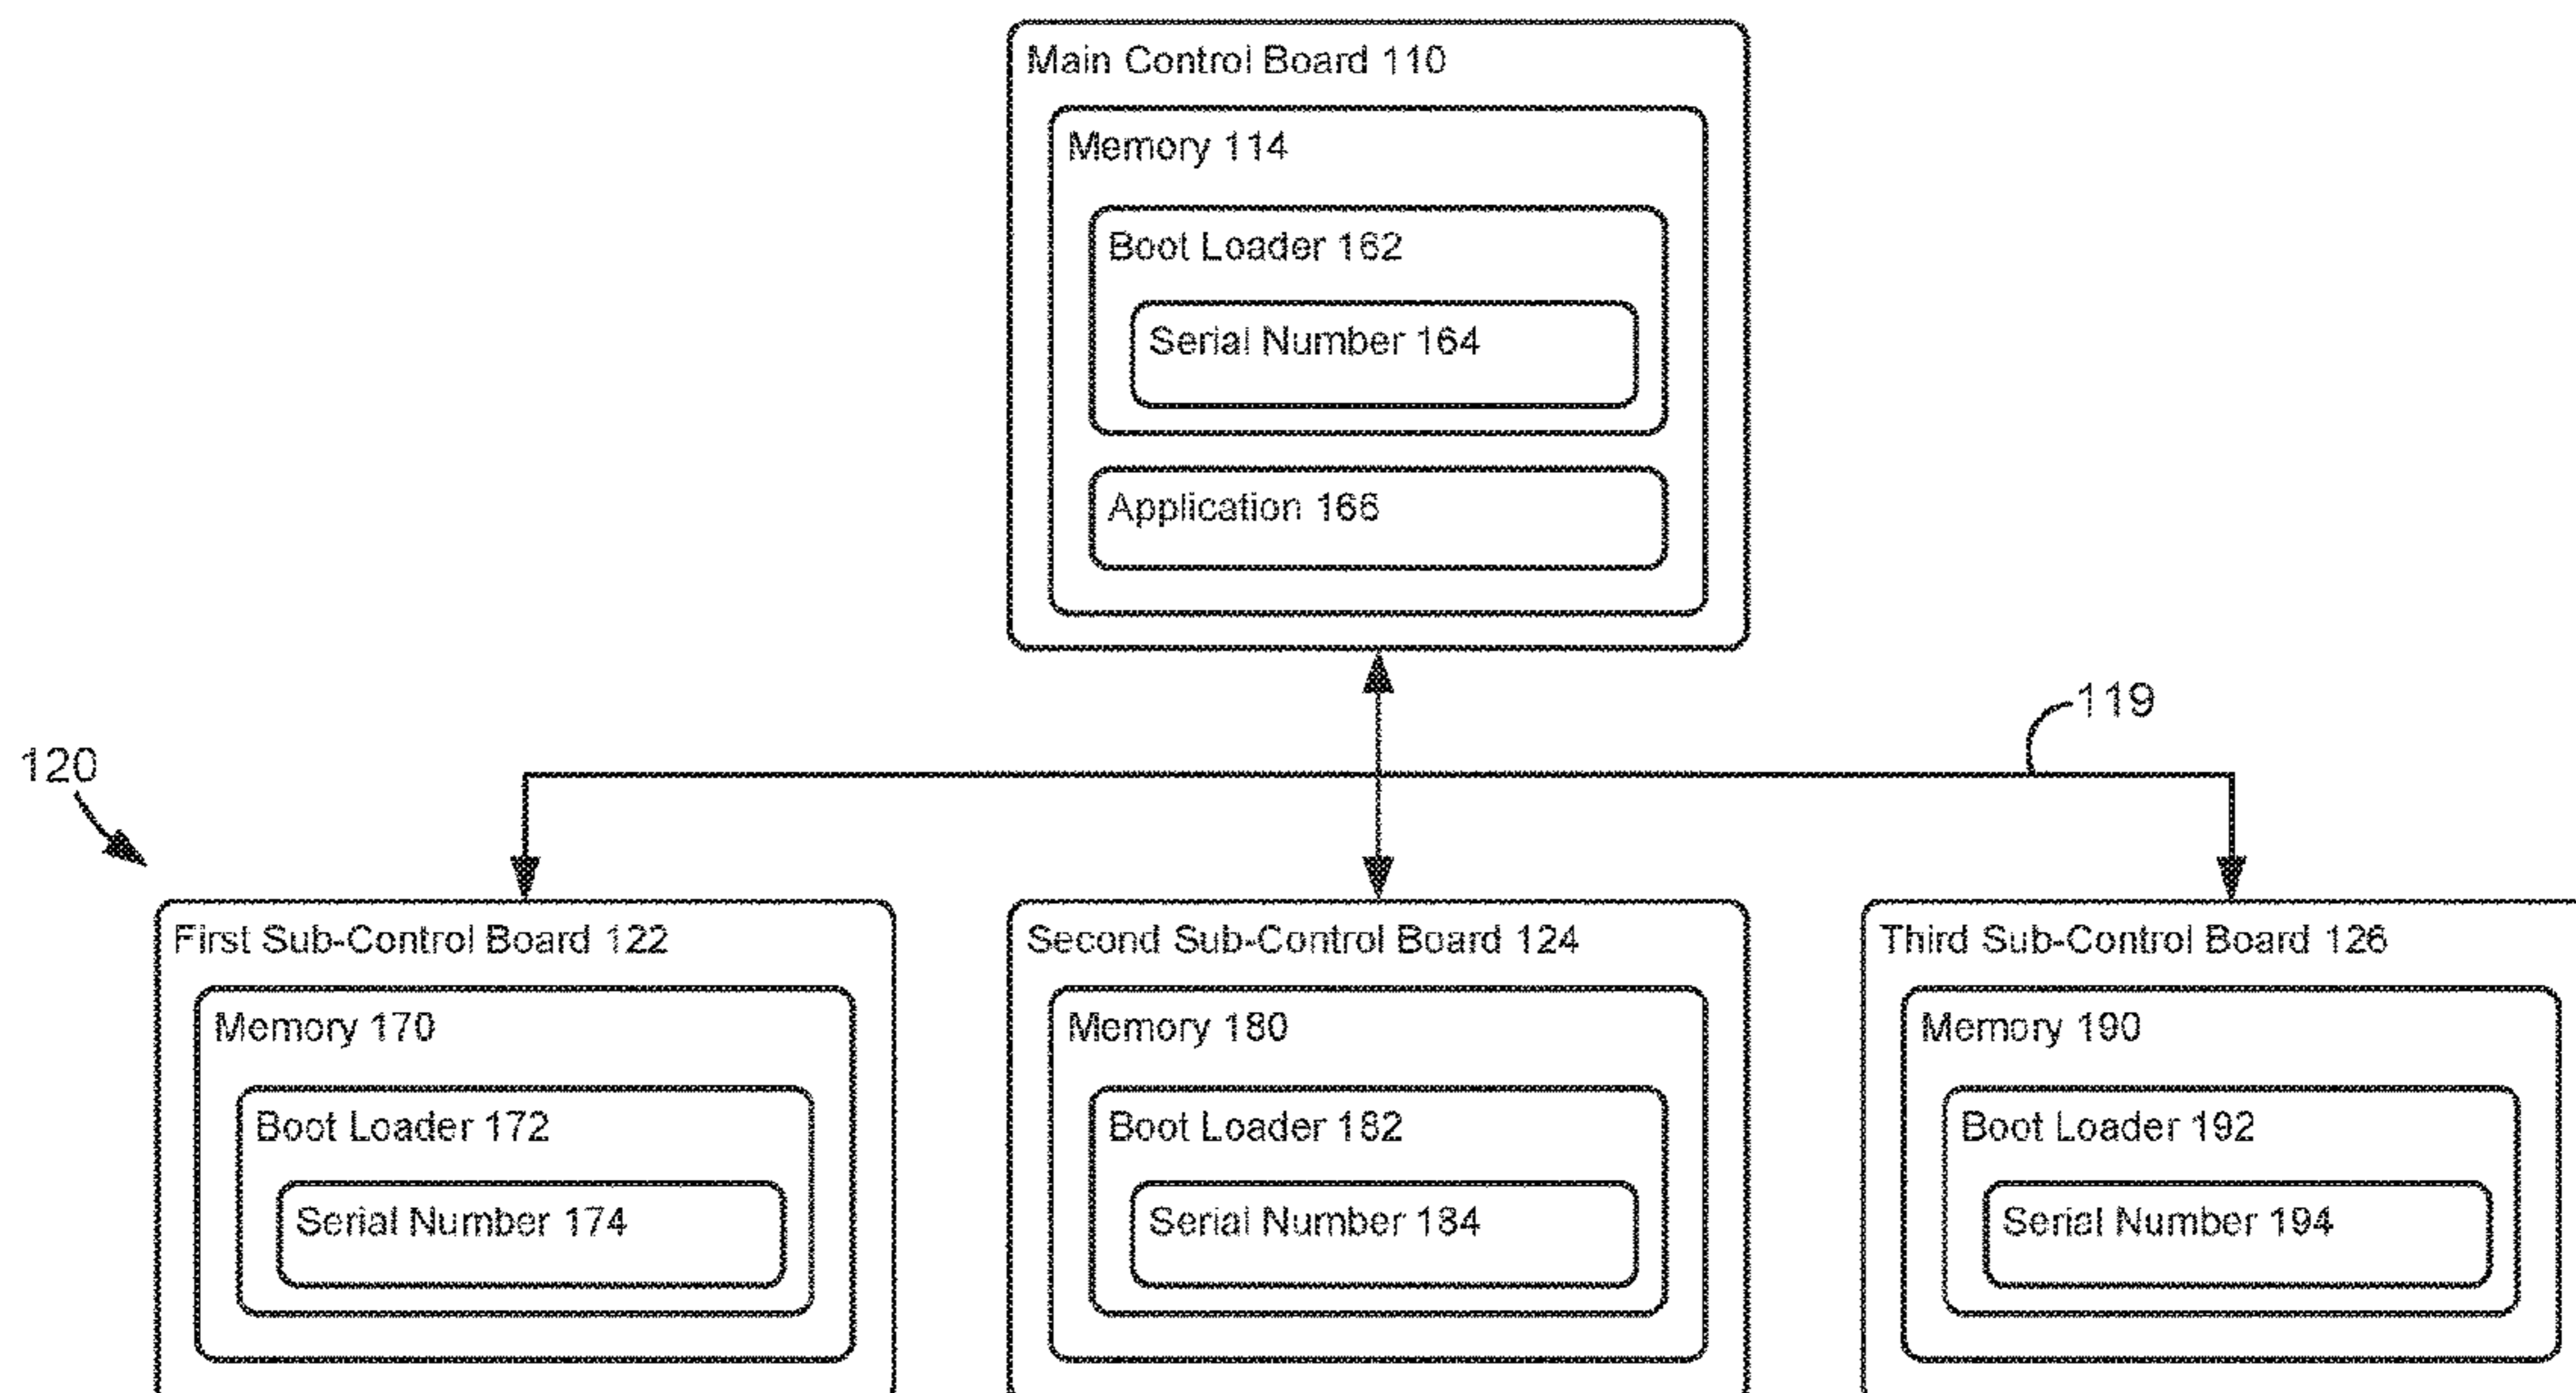 Main Control Board 110
Memory 114
Boot Loader 162
Serial Number 164
Application 166
119
120
First Sub-Control Board 122
Second Sub-Control Board 124
Third Sub-Control Board 126
Memory 170
Memory 180
Memory 190
Boot Loader 172
Boot Loader 182
Boot Loader 192
Serial Number 174
Serial Number 184
Serial Number 194